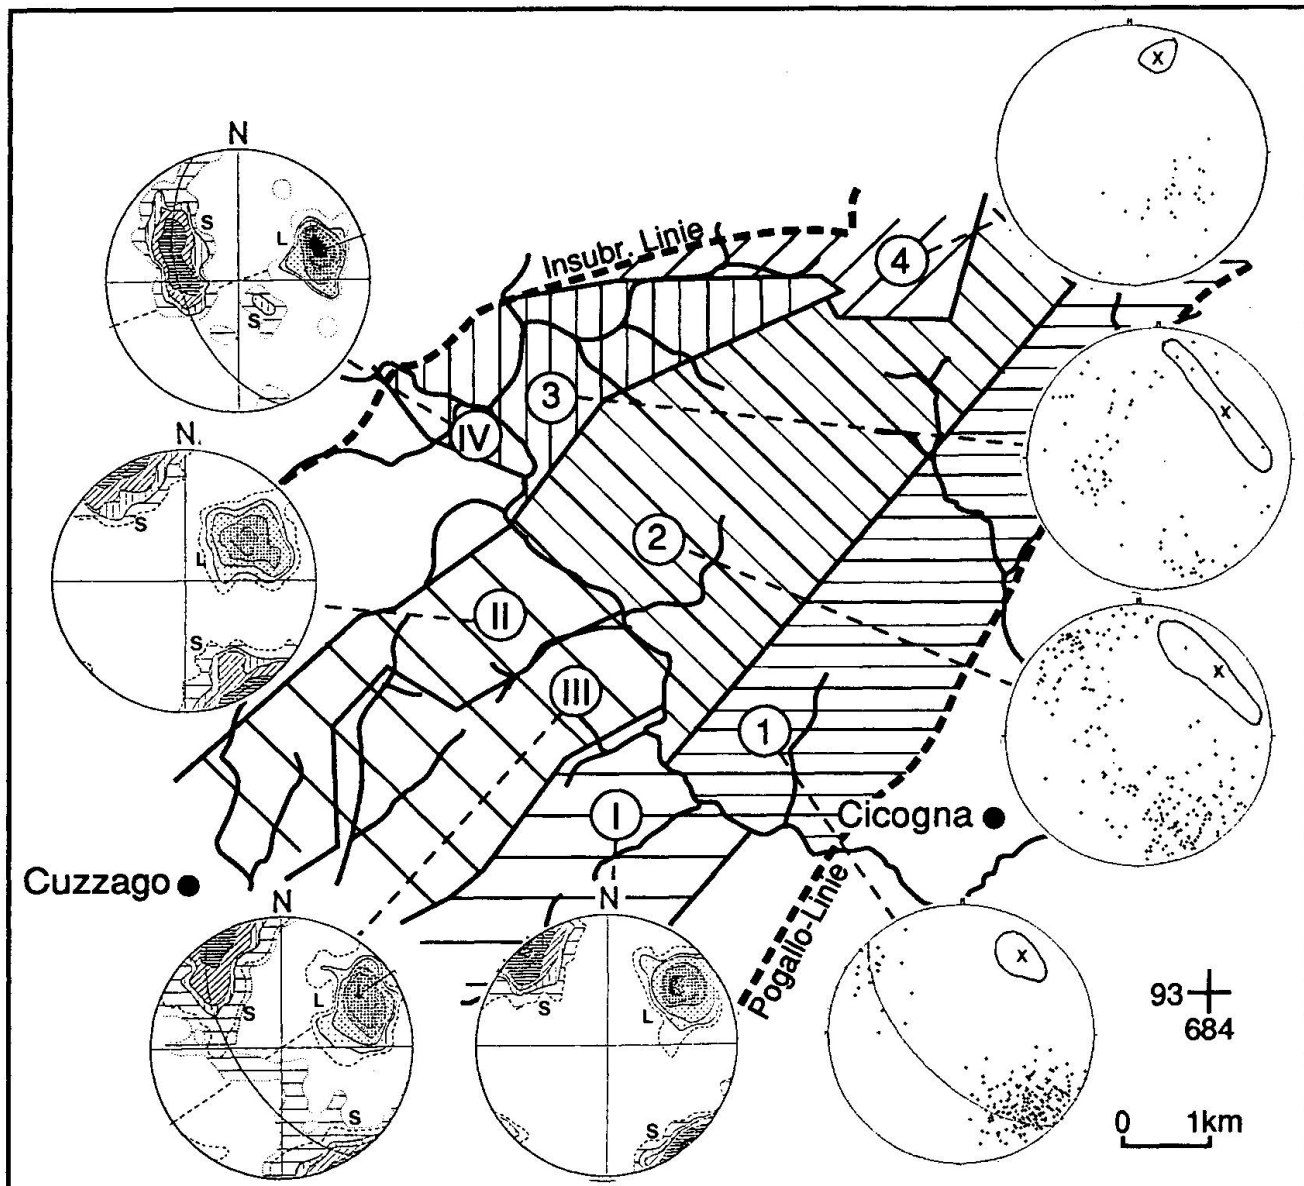 N
N
Insubr. Linie
4
S
L
S
3
IV
N.
S
L
S
2
II
III
1
I
Cicogna
Cuzzago
N
N
Pogallo-Linie
S
L
L
S
S
L
L
S
X
X
X
X
93
684
0 1km